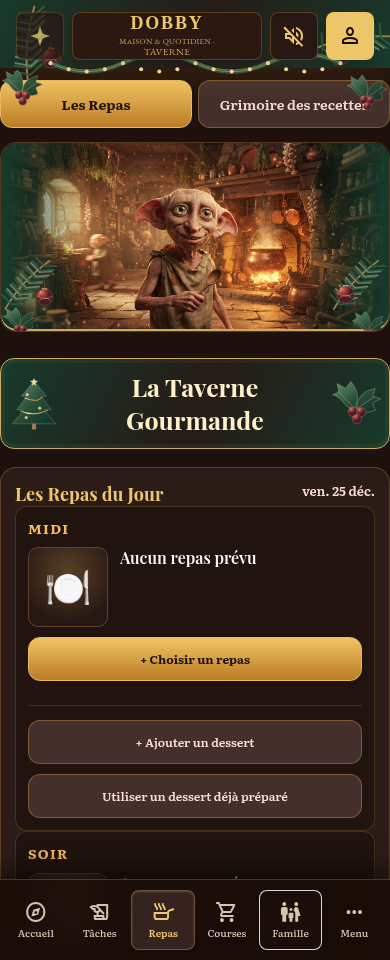 DOBBY
MAISON & QUOTIDIEN ·
TAVERNE
Les Repas
Grimoire des recettes
La Taverne
Gourmande
Les Repas du Jour
ven. 25 déc.
MIDI
Aucun repas prévu
+ Choisir un repas
+ Ajouter un dessert
Utiliser un dessert déjà préparé
SOIR
Accueil
Tâches
Repas
Courses
Famille
Menu